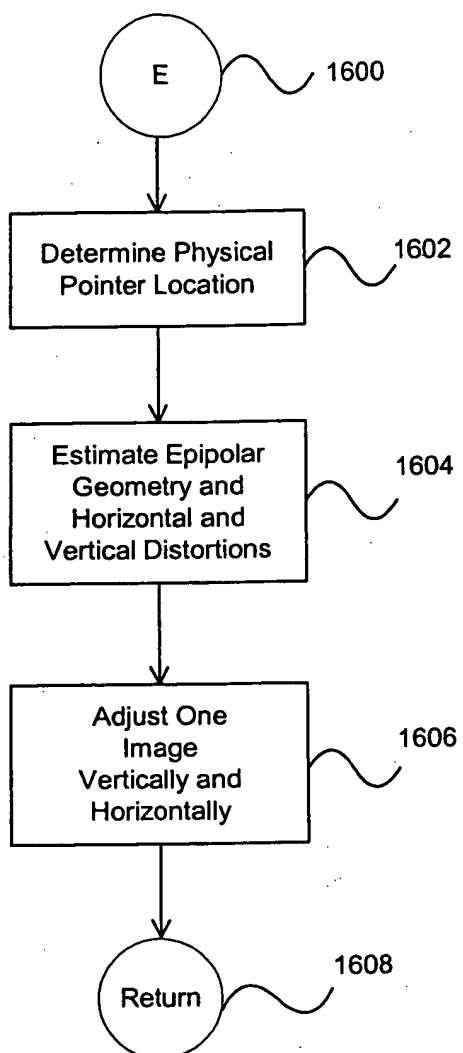 E
1600
Determine Physical
Pointer Location
1602
Estimate Epipolar
Geometry and
Horizontal and
Vertical Distortions
1604
Adjust One
Image
Vertically and
Horizontally
1606
Return
1608